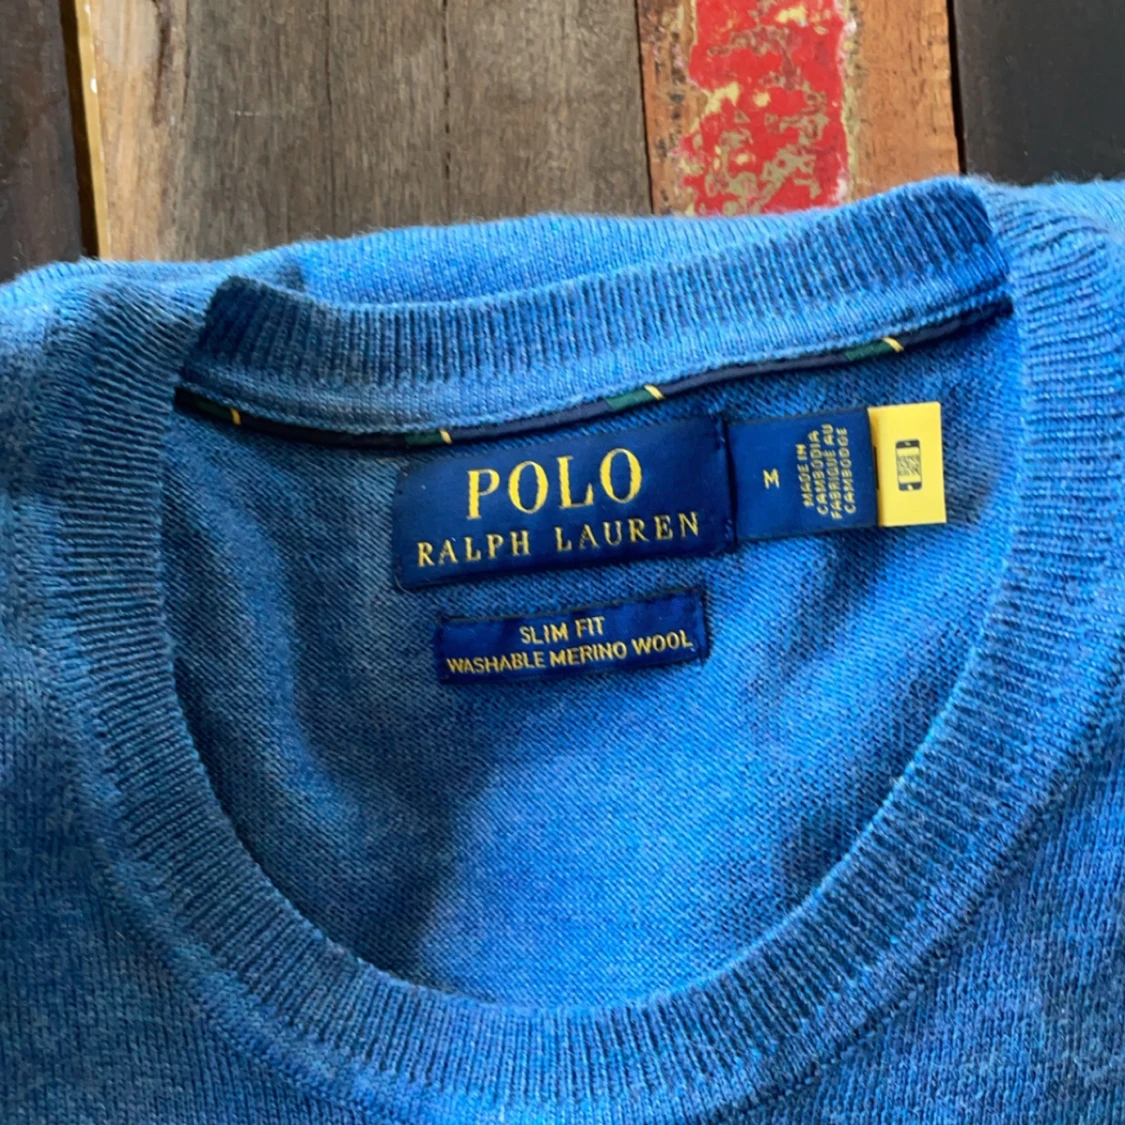 POLO
RALPH LAUREN
M
MADE IN
CAMBODIA
FABRIQUÉ AU
CAMBODGE
SLIM FIT
WASHABLE MERINO WOOL